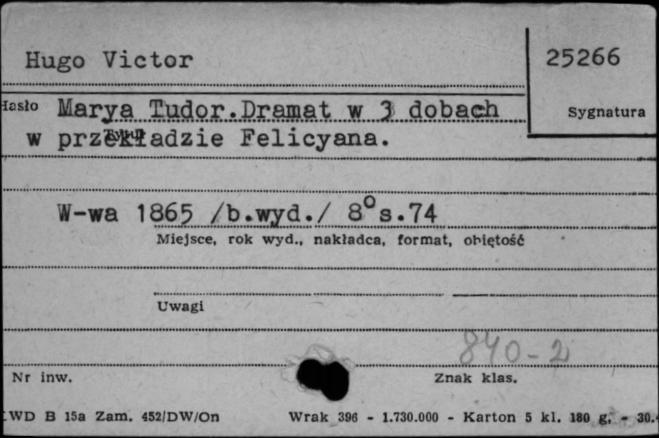 Hugo Victor
25266
Hasło Marya Tudor.Dramat w 3 dobach
Sygnatura
w przekładzie Felicyana.
W-wa 1865 /b.wyd./ 8° s.74
Miejsce, rok wyd., nakładca, format, objętość
Uwagi
840-2
Nr inw.
Znak klas.
LWD B 15a Zam. 452/DW/On Wrak 396 - 1.730.000 - Karton 5 kl. 180 g. - 30.